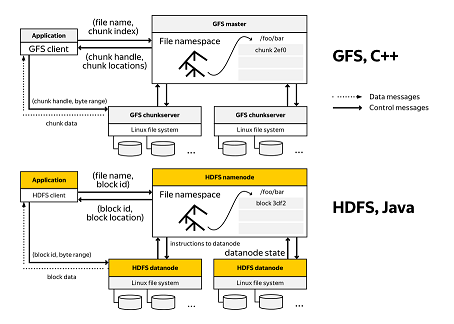 Application
GFS client
(file name,
chunk index)
(chunk handle,
chunk locations)
GFS master
File namespace
/foo/bar
chunk 2ef0
GFS, C++
Data messages
Control messages
(chunk handle, byte range)
chunk data
GFS chunkserver
Linux file system
...
GFS chunkserver
Linux file system
...
Application
HDFS client
(file name,
block id)
(block id,
block location)
HDFS namenode
File namespace
/foo/bar
block 3df2
HDFS, Java
instructions to datanode
datanode state
(block id, byte range)
block data
HDFS datanode
Linux file system
...
HDFS datanode
Linux file system
...